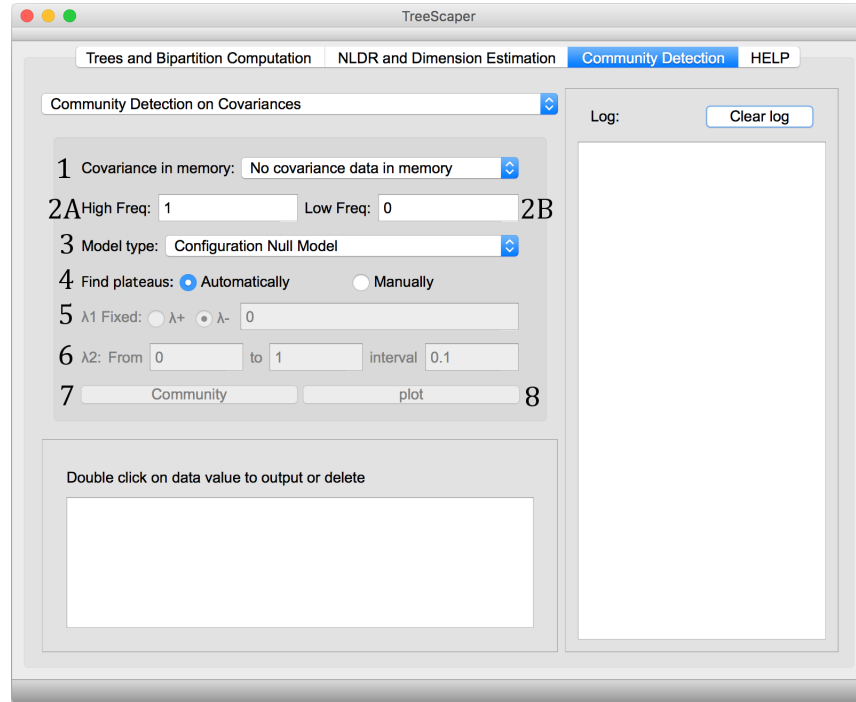 TreeScaper
Trees and Bipartition Computation NLDR and Dimension Estimation Community Detection HELP
Community Detection on Covariances
Log: Clear log
1 Covariance in memory: No covariance data in memory
2A High Freq: 1 Low Freq: 0 2B
3 Model type: Configuration Null Model
4 Find plateaus: Automatically Manually
5 λ1 Fixed: λ+ λ- 0
6 λ2: From 0 to 1 interval 0.1
7 Community plot 8
Double click on data value to output or delete